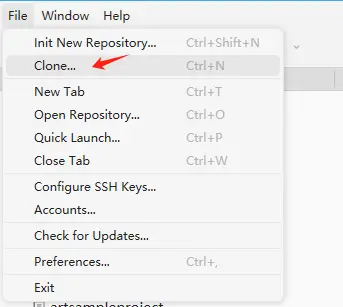 File Window Help
Init New Repository... Ctrl+Shift+N
Clone... Ctrl+N
New Tab Ctrl+T
Open Repository... Ctrl+O
Quick Launch... Ctrl+P
Close Tab Ctrl+W
Configure SSH Keys...
Accounts...
Check for Updates...
Preferences... Ctrl+,
Exit